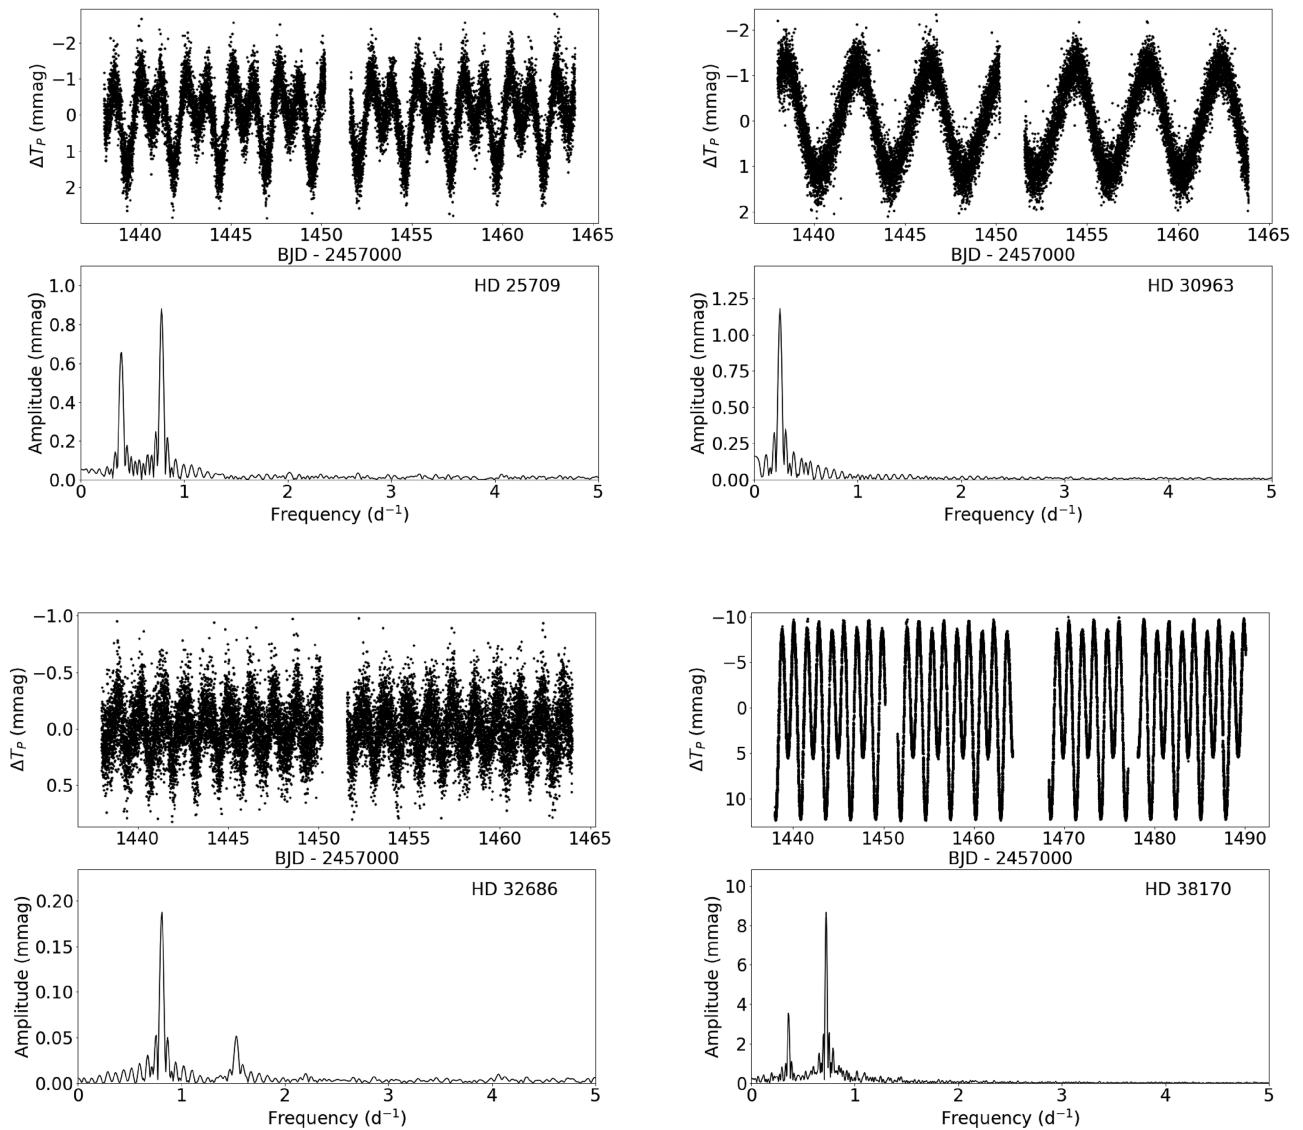 −2
−1
0
1
2
ΔT_P (mmag)
1440 1445 1450 1455 1460 1465
BJD - 2457000
HD 25709
1.0
0.8
0.6
0.4
0.2
0.0
Amplitude (mmag)
0 1 2 3 4 5
Frequency (d⁻¹)
−2
−1
0
1
2
ΔT_P (mmag)
1440 1445 1450 1455 1460 1465
BJD - 2457000
HD 30963
1.25
1.00
0.75
0.50
0.25
0.00
Amplitude (mmag)
0 1 2 3 4 5
Frequency (d⁻¹)
−1.0
−0.5
0.0
0.5
ΔT_P (mmag)
1440 1445 1450 1455 1460 1465
BJD - 2457000
HD 32686
0.20
0.15
0.10
0.05
0.00
Amplitude (mmag)
0 1 2 3 4 5
Frequency (d⁻¹)
−10
−5
0
5
10
ΔT_P (mmag)
1440 1450 1460 1470 1480 1490
BJD - 2457000
HD 38170
10
8
6
4
2
0
Amplitude (mmag)
0 1 2 3 4 5
Frequency (d⁻¹)